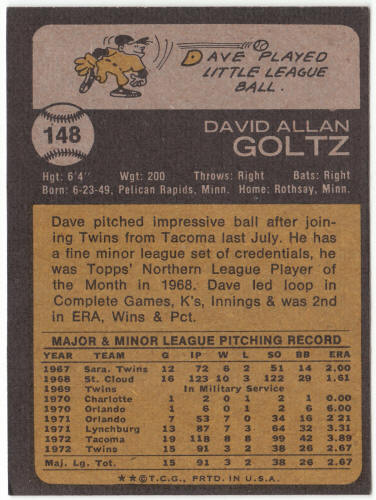 DAVE PLAYED
LITTLE LEAGUE
BALL.
148
DAVID ALLAN
GOLTZ
Hgt: 6'4" Wgt: 200 Throws: Right Bats: Right
Born: 6-23-49, Pelican Rapids, Minn. Home: Rothsay, Minn.
Dave pitched impressive ball after join-
ing Twins from Tacoma last July. He has
a fine minor league set of credentials, he
was Topps' Northern League Player of
the Month in 1968. Dave led loop in
Complete Games, K's, Innings & was 2nd
in ERA, Wins & Pct.
MAJOR & MINOR LEAGUE PITCHING RECORD
YEAR TEAM G IP W L SO BB ERA
1967 Sara. Twins 12 72 6 2 51 14 2.00
1968 St. Cloud 16 123 10 3 122 29 1.61
1969 Twins In Military Service
1970 Charlotte 1 2 0 1 2 1 0.00
1970 Orlando 1 6 0 1 2 6 6.00
1971 Orlando 7 53 7 0 34 16 2.21
1971 Lynchburg 13 87 7 3 64 32 3.31
1972 Tacoma 19 118 8 8 99 42 3.89
1972 Twins 15 91 3 2 38 26 2.67
Maj. Lg. Tot. 15 91 3 2 38 26 2.67
★★©T.C.G., PRTD. IN U.S.A.